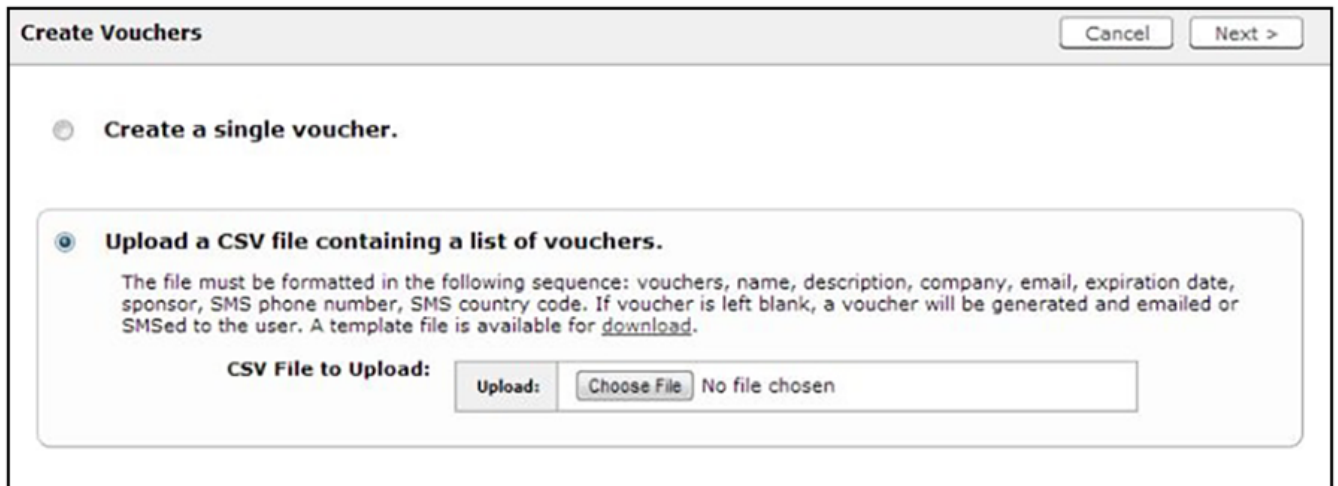 Create Vouchers
Cancel
Next >
Create a single voucher.
Upload a CSV file containing a list of vouchers.
The file must be formatted in the following sequence: vouchers, name, description, company, email, expiration date,
sponsor, SMS phone number, SMS country code. If voucher is left blank, a voucher will be generated and emailed or
SMSed to the user. A template file is available for download.
CSV File to Upload:
Upload:
Choose File
No file chosen